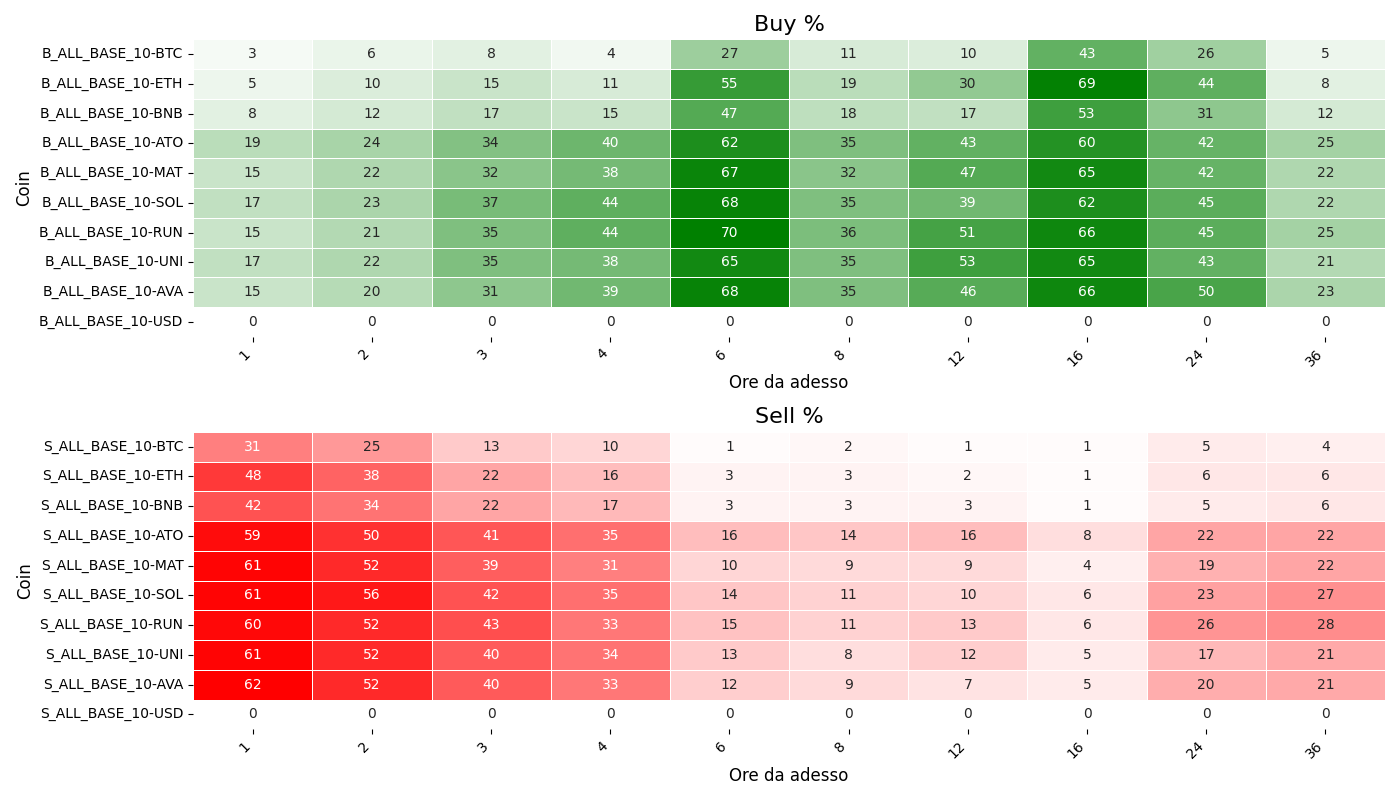 Buy %
B_ALL_BASE_10-BTC 3 6 8 4 27 11 10 43 26 5
B_ALL_BASE_10-ETH 5 10 15 11 55 19 30 69 44 8
B_ALL_BASE_10-BNB 8 12 17 15 47 18 17 53 31 12
B_ALL_BASE_10-ATO 19 24 34 40 62 35 43 60 42 25
B_ALL_BASE_10-MAT 15 22 32 38 67 32 47 65 42 22
B_ALL_BASE_10-SOL 17 23 37 44 68 35 39 62 45 22
B_ALL_BASE_10-RUN 15 21 35 44 70 36 51 66 45 25
B_ALL_BASE_10-UNI 17 22 35 38 65 35 53 65 43 21
B_ALL_BASE_10-AVA 15 20 31 39 68 35 46 66 50 23
B_ALL_BASE_10-USD 0 0 0 0 0 0 0 0 0 0
Coin
1 2 3 4 6 8 12 16 24 36
Ore da adesso
Sell %
S_ALL_BASE_10-BTC 31 25 13 10 1 2 1 1 5 4
S_ALL_BASE_10-ETH 48 38 22 16 3 3 2 1 6 6
S_ALL_BASE_10-BNB 42 34 22 17 3 3 3 1 5 6
S_ALL_BASE_10-ATO 59 50 41 35 16 14 16 8 22 22
S_ALL_BASE_10-MAT 61 52 39 31 10 9 9 4 19 22
S_ALL_BASE_10-SOL 61 56 42 35 14 11 10 6 23 27
S_ALL_BASE_10-RUN 60 52 43 33 15 11 13 6 26 28
S_ALL_BASE_10-UNI 61 52 40 34 13 8 12 5 17 21
S_ALL_BASE_10-AVA 62 52 40 33 12 9 7 5 20 21
S_ALL_BASE_10-USD 0 0 0 0 0 0 0 0 0 0
Coin
1 2 3 4 6 8 12 16 24 36
Ore da adesso